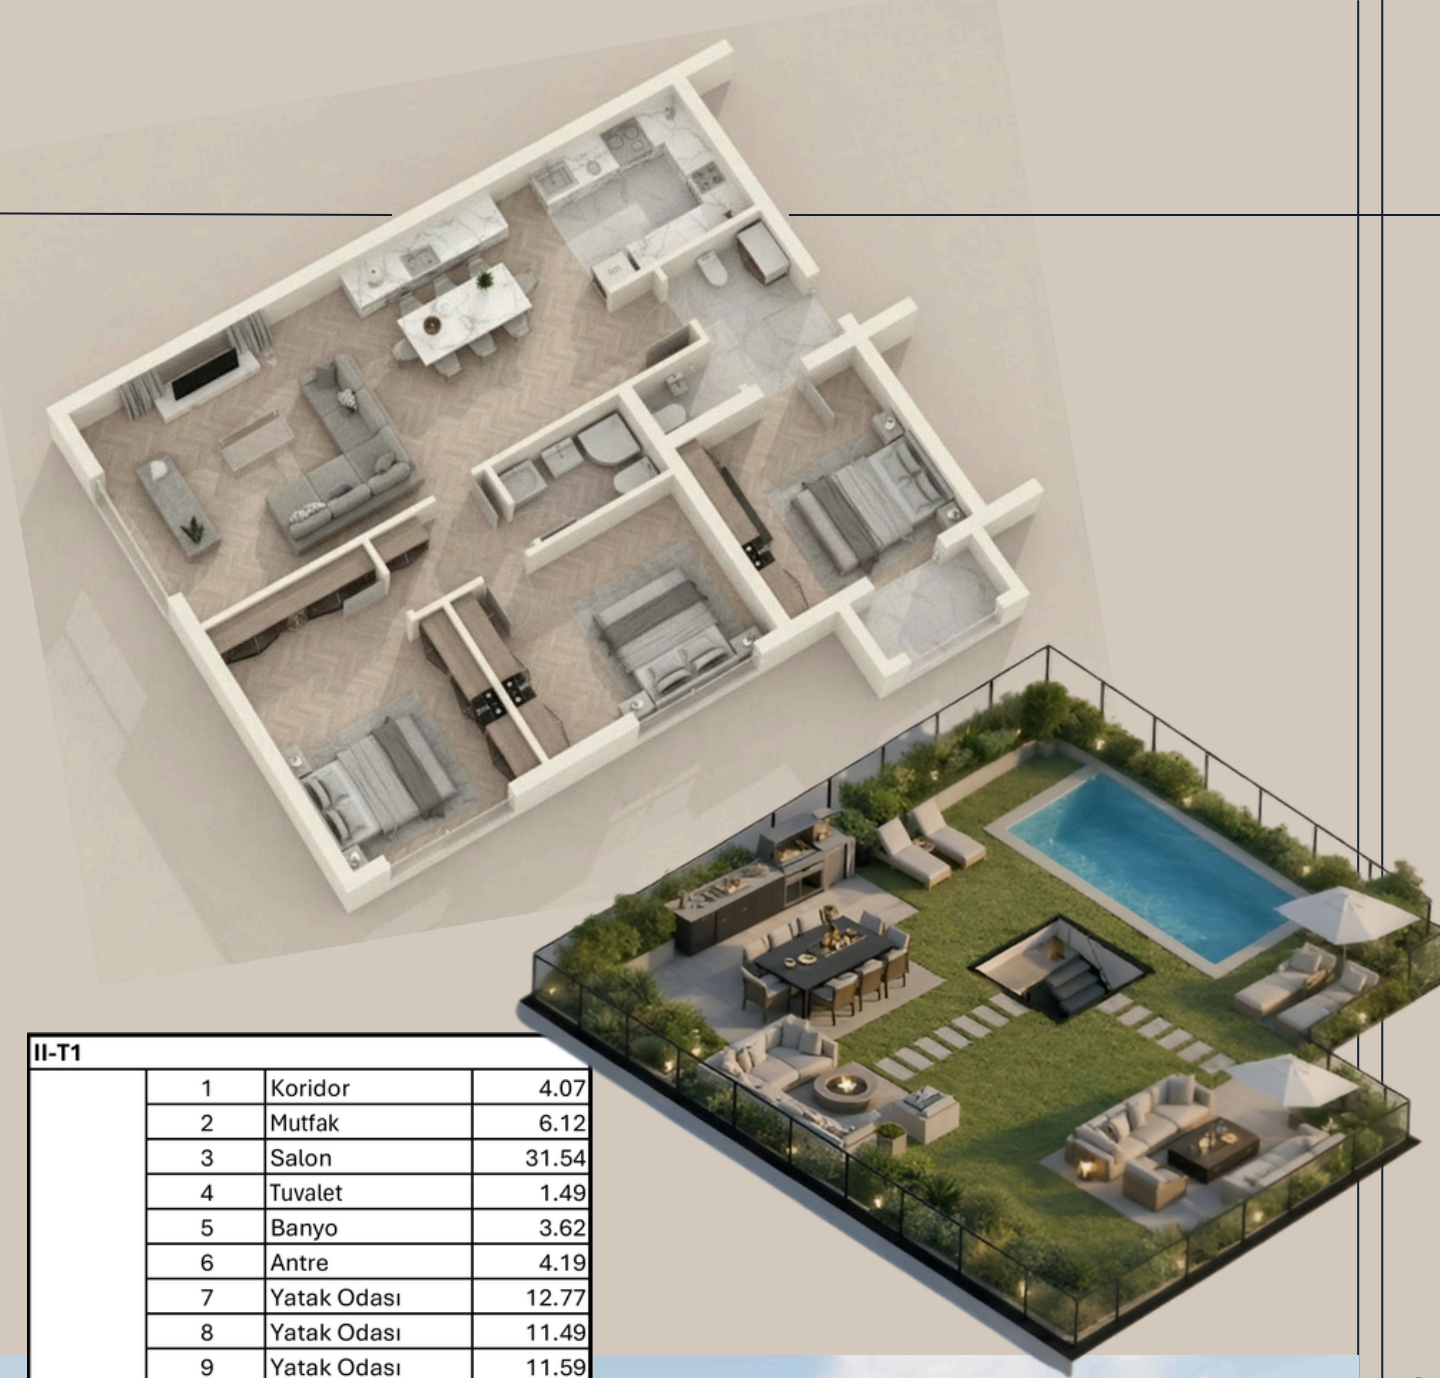 II-T1
1 Koridor 4.07
2 Mutfak 6.12
3 Salon 31.54
4 Tuvalet 1.49
5 Banyo 3.62
6 Antre 4.19
7 Yatak Odası 12.77
8 Yatak Odası 11.49
9 Yatak Odası 11.59